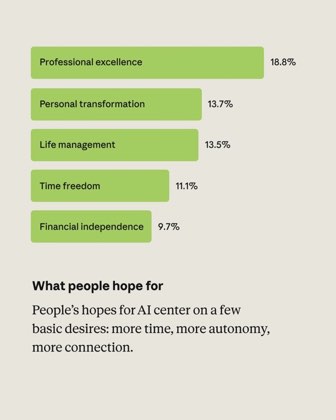 Professional excellence 18.8%
Personal transformation 13.7%
Life management 13.5%
Time freedom 11.1%
Financial independence 9.7%
What people hope for
People’s hopes for AI center on a few
basic desires: more time, more autonomy,
more connection.